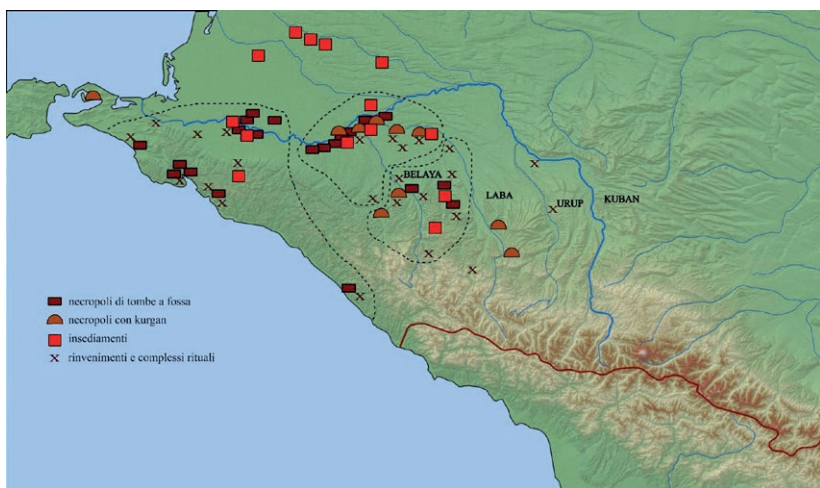 BELAYA
LABA
URUP
KUBAN
necropoli di tombe a fossa
necropoli con kurgan
insediamenti
rinvenimenti e complessi rituali